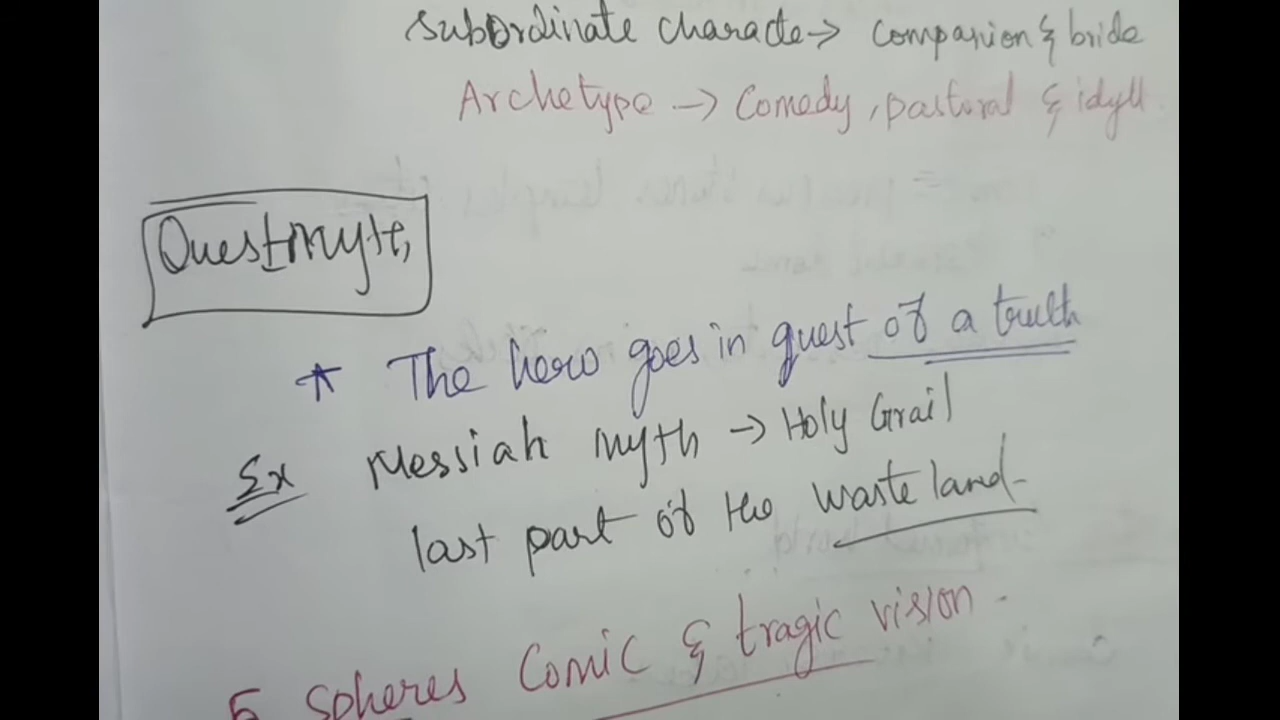 subordinate characte → Companion & bride
Archetype → Comedy, pastoral & idyll.
Quest Myth
* The hero goes in quest of a truth
Ex Messiah myth → Holy Grail
last part of the waste land-
5 Spheres Comic & tragic vision.